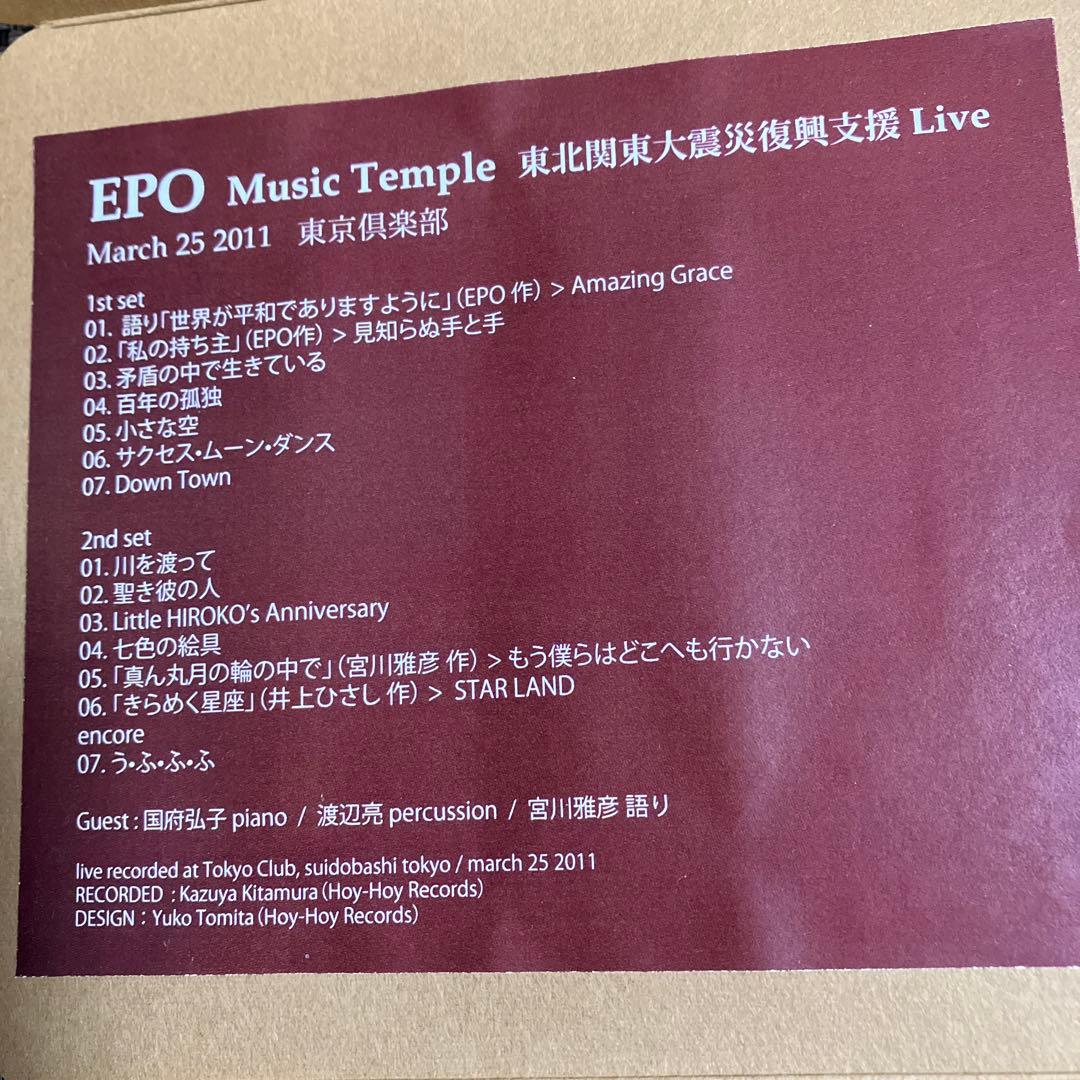 EPO Music Temple 東北関東大震災復興支援 Live
March 25 2011 東京倶楽部
1st set
01. 語り「世界が平和でありますように」(EPO 作) > Amazing Grace
02.「私の持ち主」(EPO作) > 見知らぬ手と手
03. 矛盾の中で生きている
04. 百年の孤独
05. 小さな空
06. サクセス・ムーン・ダンス
07. Down Town
2nd set
01. 川を渡って
02. 聖き彼の人
03. Little HIROKO's Anniversary
04. 七色の絵具
05.「真ん丸月の輪の中で」(宮川雅彦 作) > もう僕らはどこへも行かない
06.「きらめく星座」(井上ひさし 作) > STAR LAND
encore
07. う・ふ・ふ・ふ
Guest : 国府弘子 piano / 渡辺亮 percussion / 宮川雅彦 語り
live recorded at Tokyo Club, suidobashi tokyo / march 25 2011
RECORDED : Kazuya Kitamura (Hoy-Hoy Records)
DESIGN : Yuko Tomita (Hoy-Hoy Records)